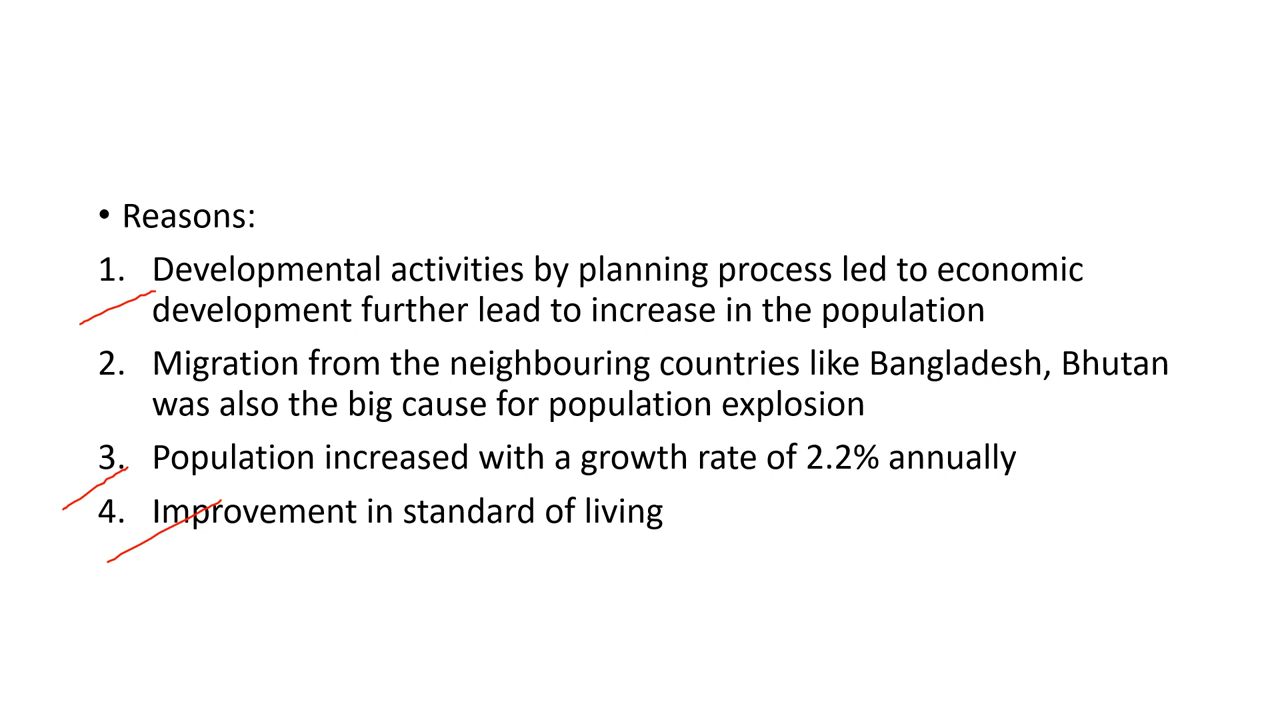 • Reasons:
1. Developmental activities by planning process led to economic
development further lead to increase in the population
2. Migration from the neighbouring countries like Bangladesh, Bhutan
was also the big cause for population explosion
3. Population increased with a growth rate of 2.2% annually
4. Improvement in standard of living